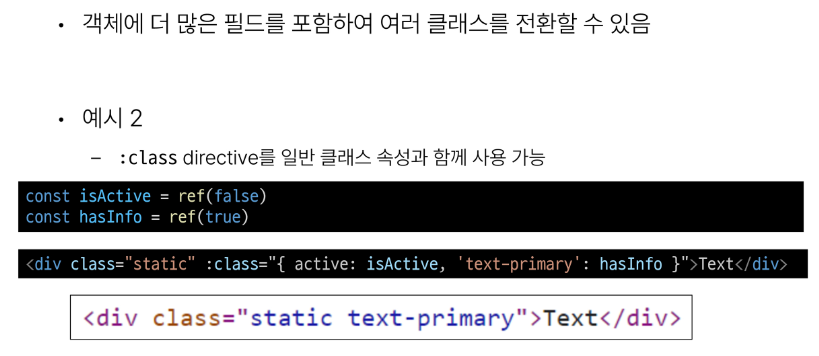 • 객체에 더 많은 필드를 포함하여 여러 클래스를 전환할 수 있음
• 예시 2
– :class directive를 일반 클래스 속성과 함께 사용 가능
const isActive = ref(false)
const hasInfo = ref(true)
<div class="static" :class="{ active: isActive, 'text-primary': hasInfo }">Text</div>
<div class="static text-primary">Text</div>